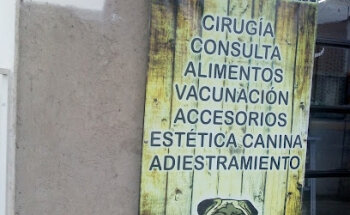 CIRUGÍA
CONSULTA
ALIMENTOS
VACUNACIÓN
ACCESORIOS
ESTÉTICA CANINA
ADIESTRAMIENTO